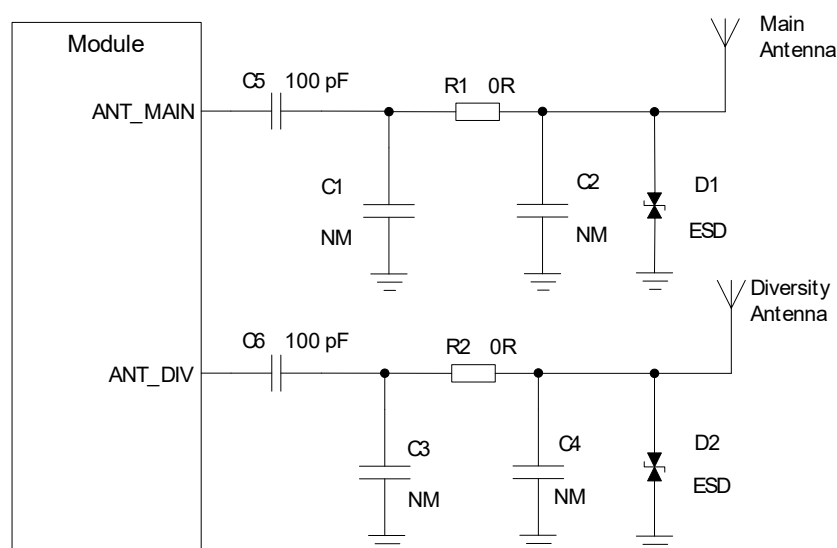 Module
Main
Antenna
C5 100 pF
R1 0R
ANT_MAIN
C1
NM
C2
NM
D1
ESD
Diversity
Antenna
C6 100 pF
R2 0R
ANT_DIV
C3
NM
C4
NM
D2
ESD